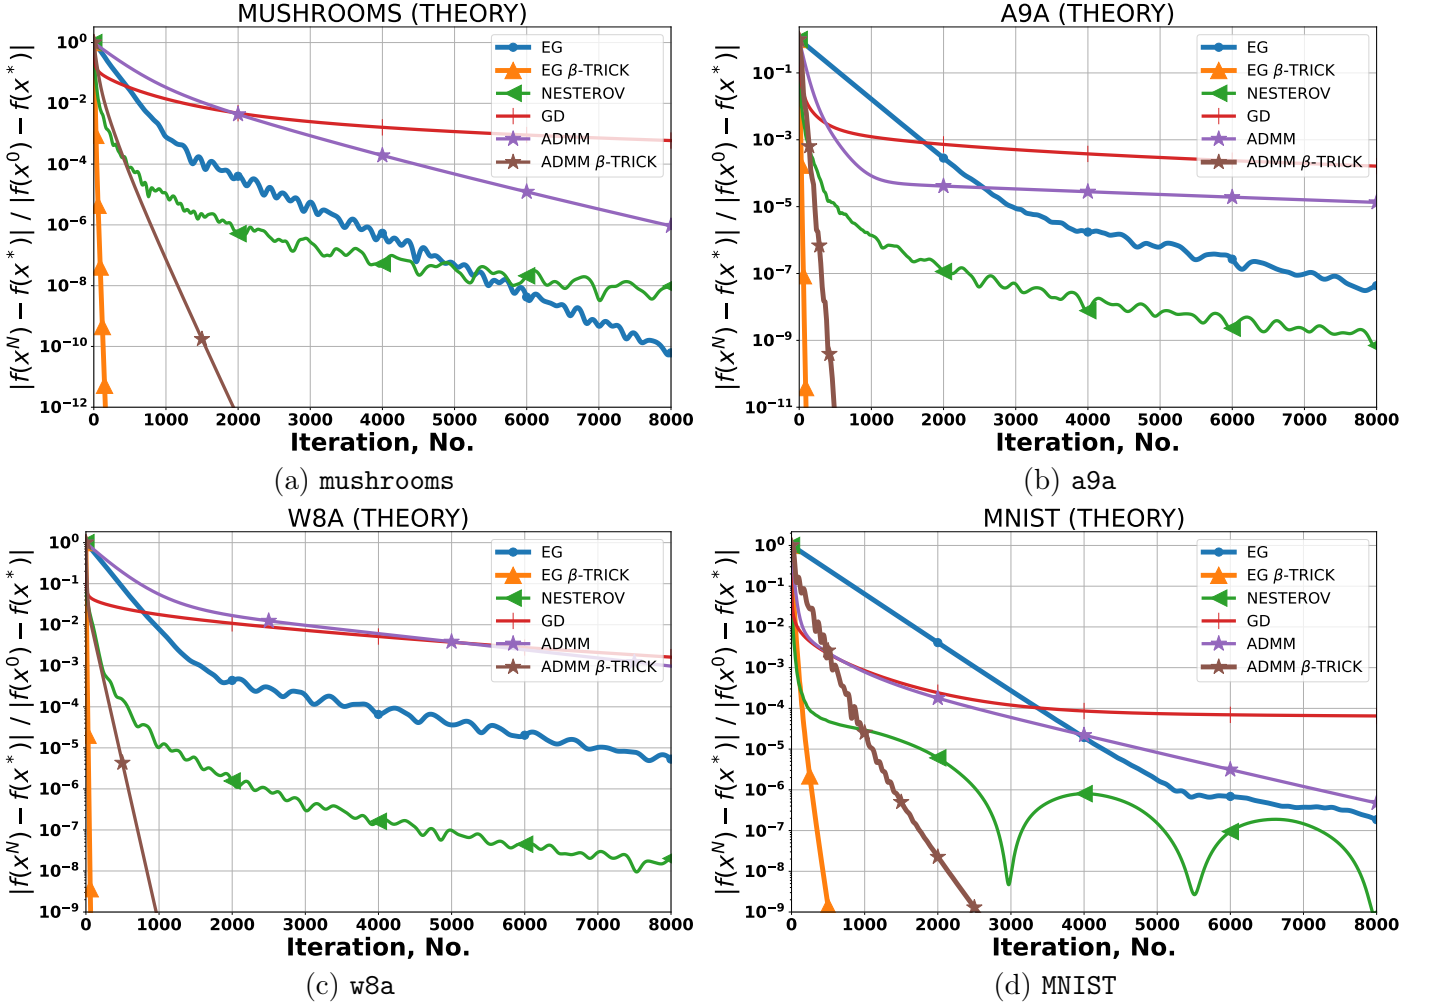 MUSHROOMS (THEORY)
|f(x^N) − f(x^*)| / |f(x^0) − f(x^*)|
10^0
10^−2
10^−4
10^−6
10^−8
10^−10
10^−12
EG
EG β-TRICK
NESTEROV
GD
ADMM
ADMM β-TRICK
0 1000 2000 3000 4000 5000 6000 7000 8000
Iteration, No.
(a) mushrooms
A9A (THEORY)
|f(x^N) − f(x^*)| / |f(x^0) − f(x^*)|
10^−1
10^−3
10^−5
10^−7
10^−9
10^−11
EG
EG β-TRICK
NESTEROV
GD
ADMM
ADMM β-TRICK
0 1000 2000 3000 4000 5000 6000 7000 8000
Iteration, No.
(b) a9a
W8A (THEORY)
|f(x^N) − f(x^*)| / |f(x^0) − f(x^*)|
10^0
10^−1
10^−2
10^−3
10^−4
10^−5
10^−6
10^−7
10^−8
10^−9
EG
EG β-TRICK
NESTEROV
GD
ADMM
ADMM β-TRICK
0 1000 2000 3000 4000 5000 6000 7000 8000
Iteration, No.
(c) w8a
MNIST (THEORY)
|f(x^N) − f(x^*)| / |f(x^0) − f(x^*)|
10^0
10^−1
10^−2
10^−3
10^−4
10^−5
10^−6
10^−7
10^−8
10^−9
EG
EG β-TRICK
NESTEROV
GD
ADMM
ADMM β-TRICK
0 1000 2000 3000 4000 5000 6000 7000 8000
Iteration, No.
(d) MNIST